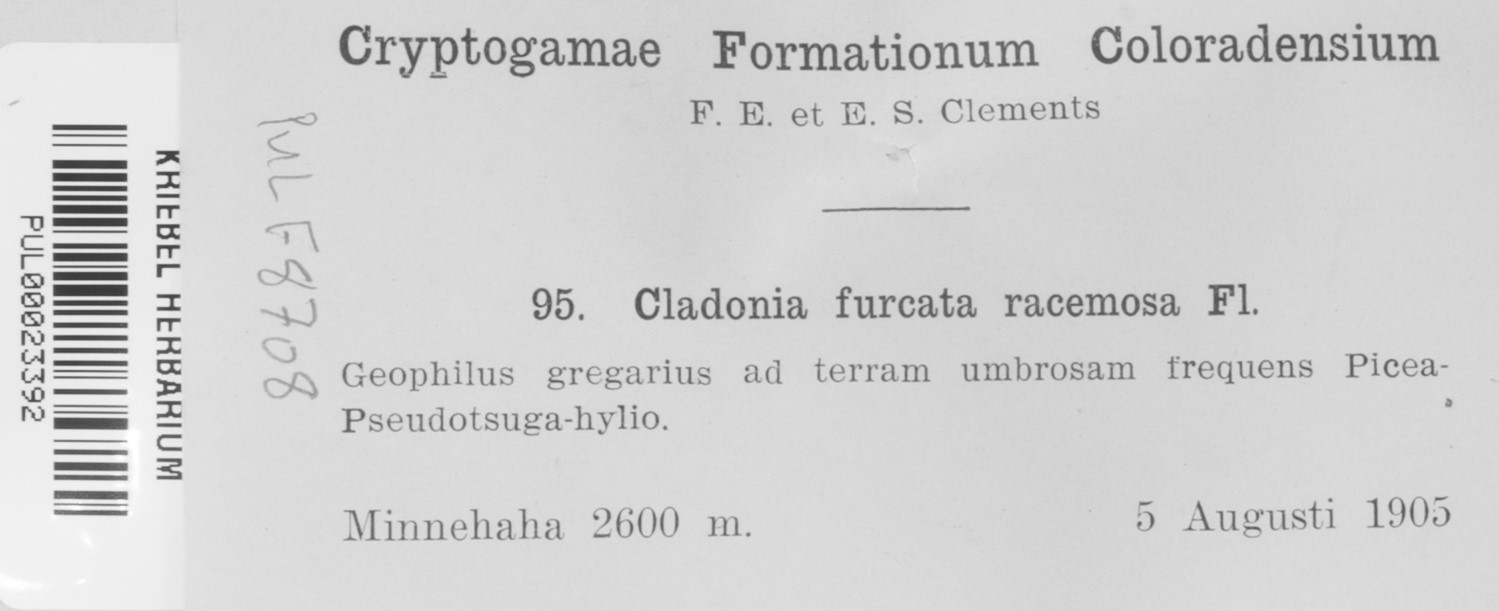 Cryptogamae Formationum Coloradensium
F. E. et E. S. Clements
95. Cladonia furcata racemosa Fl.
Geophilus gregarius ad terram umbrosam frequens Picea-
Pseudotsuga-hylio.
Minnehaha 2600 m. 5 Augusti 1905
PUL F8708
KRIEBEL HERBARIUM
PUL00023392